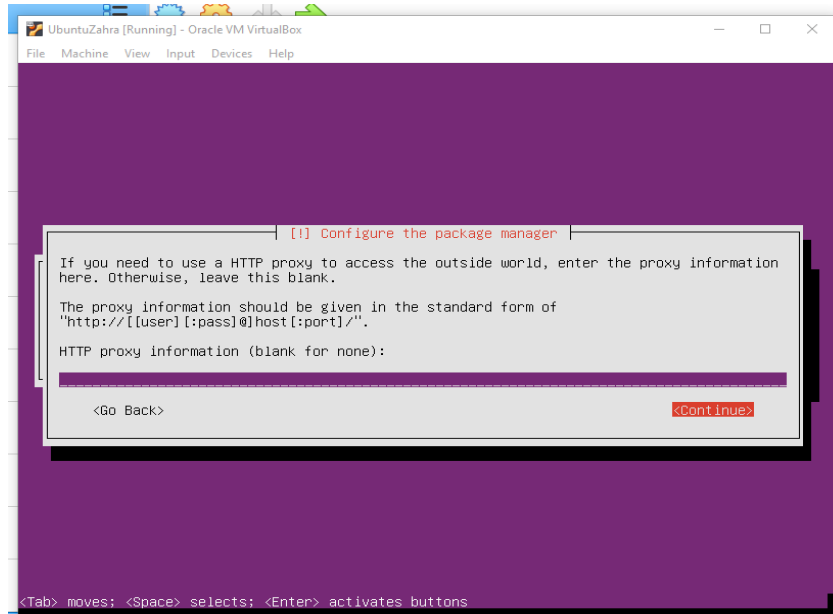 UbuntuZahra [Running] - Oracle VM VirtualBox
File Machine View Input Devices Help
[!] Configure the package manager
If you need to use a HTTP proxy to access the outside world, enter the proxy information
here. Otherwise, leave this blank.
The proxy information should be given in the standard form of
"http://[[user][:pass]@]host[:port]/".
HTTP proxy information (blank for none):
<Go Back> <Continue>
<Tab> moves; <Space> selects; <Enter> activates buttons